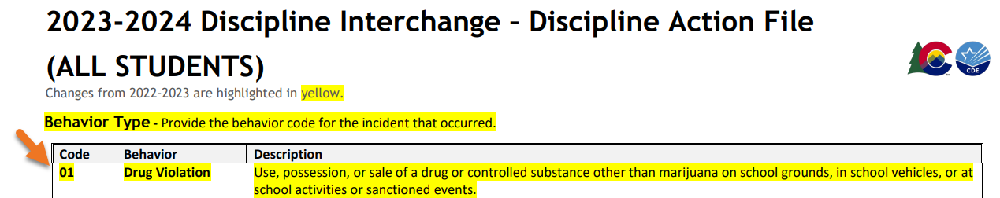 2023-2024 Discipline Interchange – Discipline Action File
(ALL STUDENTS)
CDE
Changes from 2022-2023 are highlighted in yellow.
Behavior Type - Provide the behavior code for the incident that occurred.
Code Behavior Description
01 Drug Violation Use, possession, or sale of a drug or controlled substance other than marijuana on school grounds, in school vehicles, or at
school activities or sanctioned events.